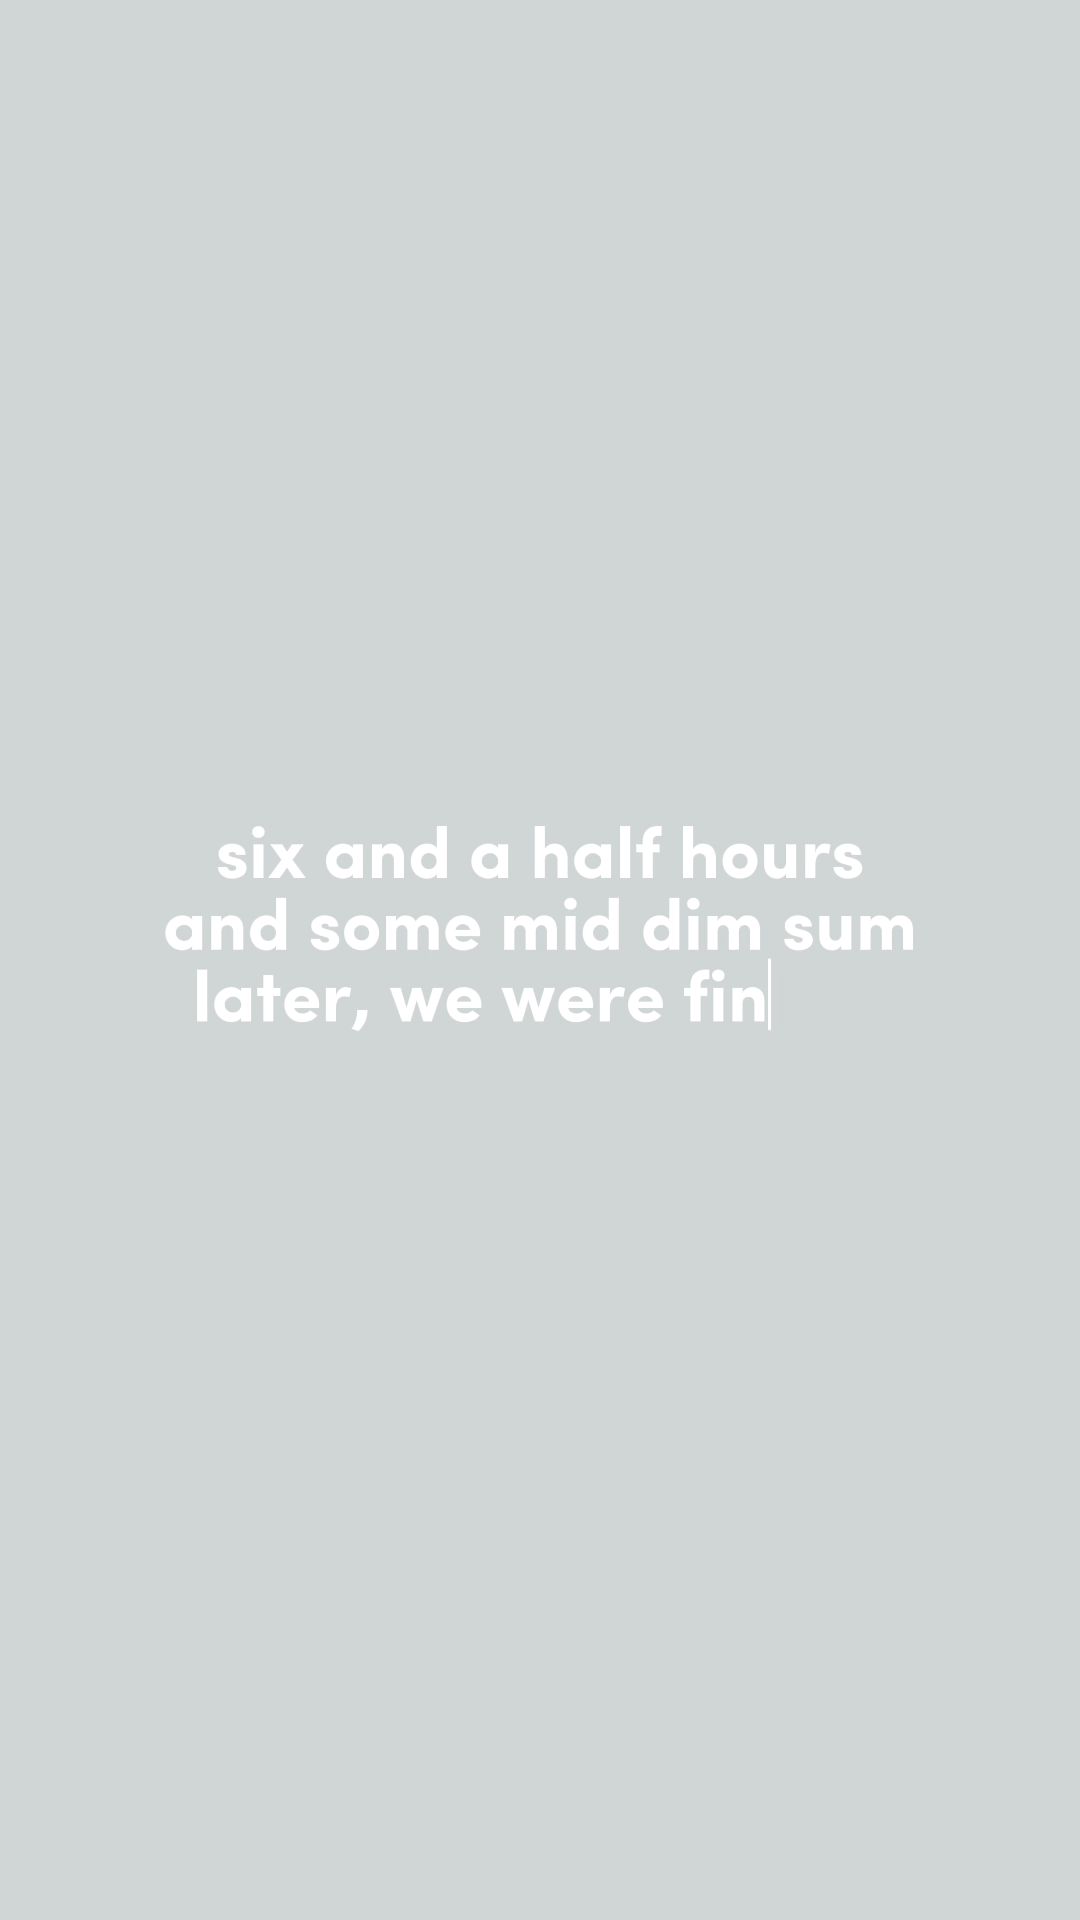 six and a half hours
and some mid dim sum
later, we were fin